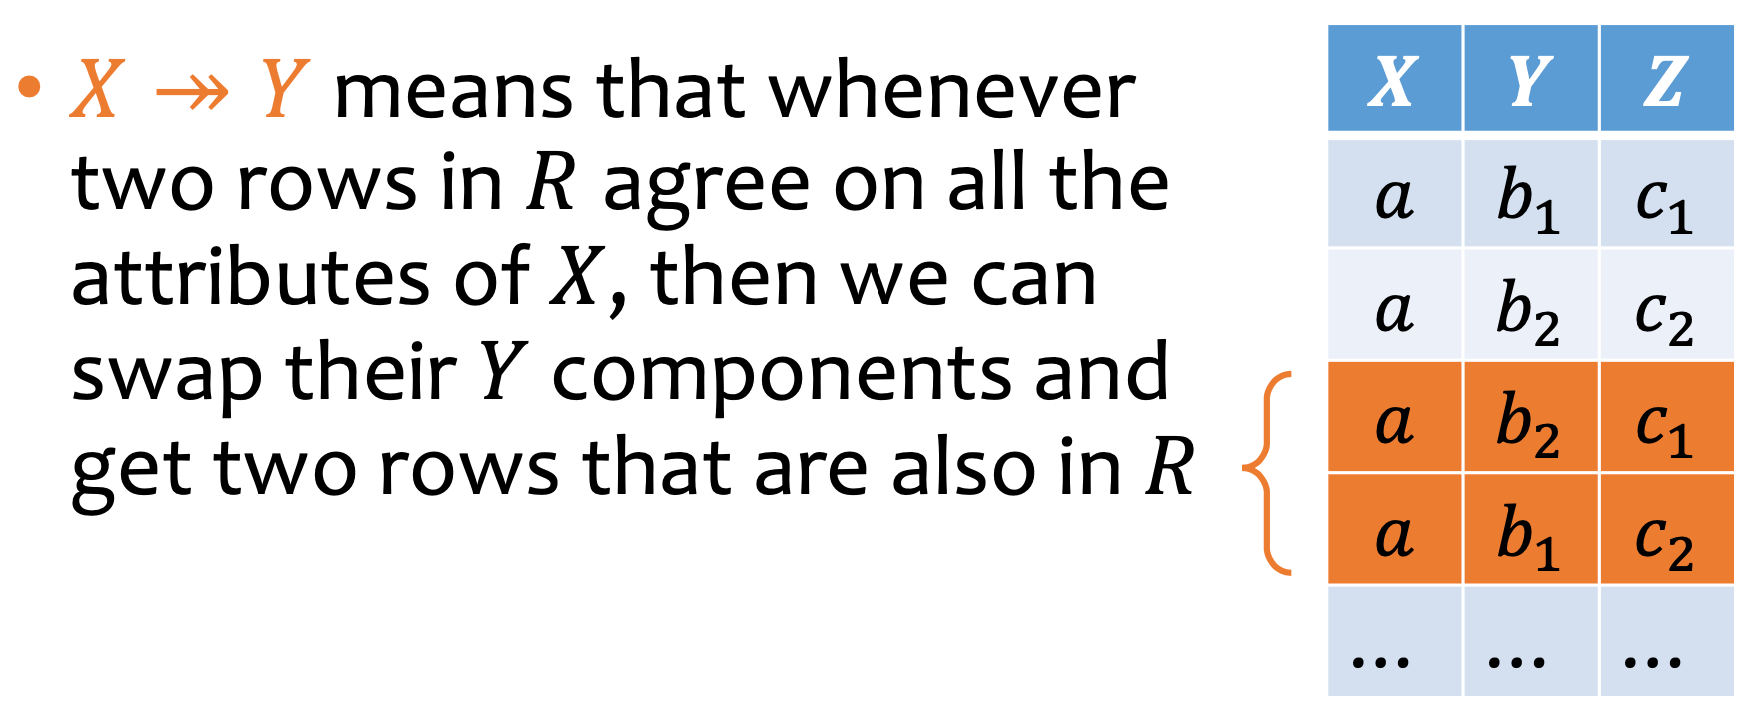 • X ↠ Y means that whenever
two rows in R agree on all the
attributes of X, then we can
swap their Y components and
get two rows that are also in R
X Y Z
a b₁ c₁
a b₂ c₂
a b₂ c₁
a b₁ c₂
... ... ...